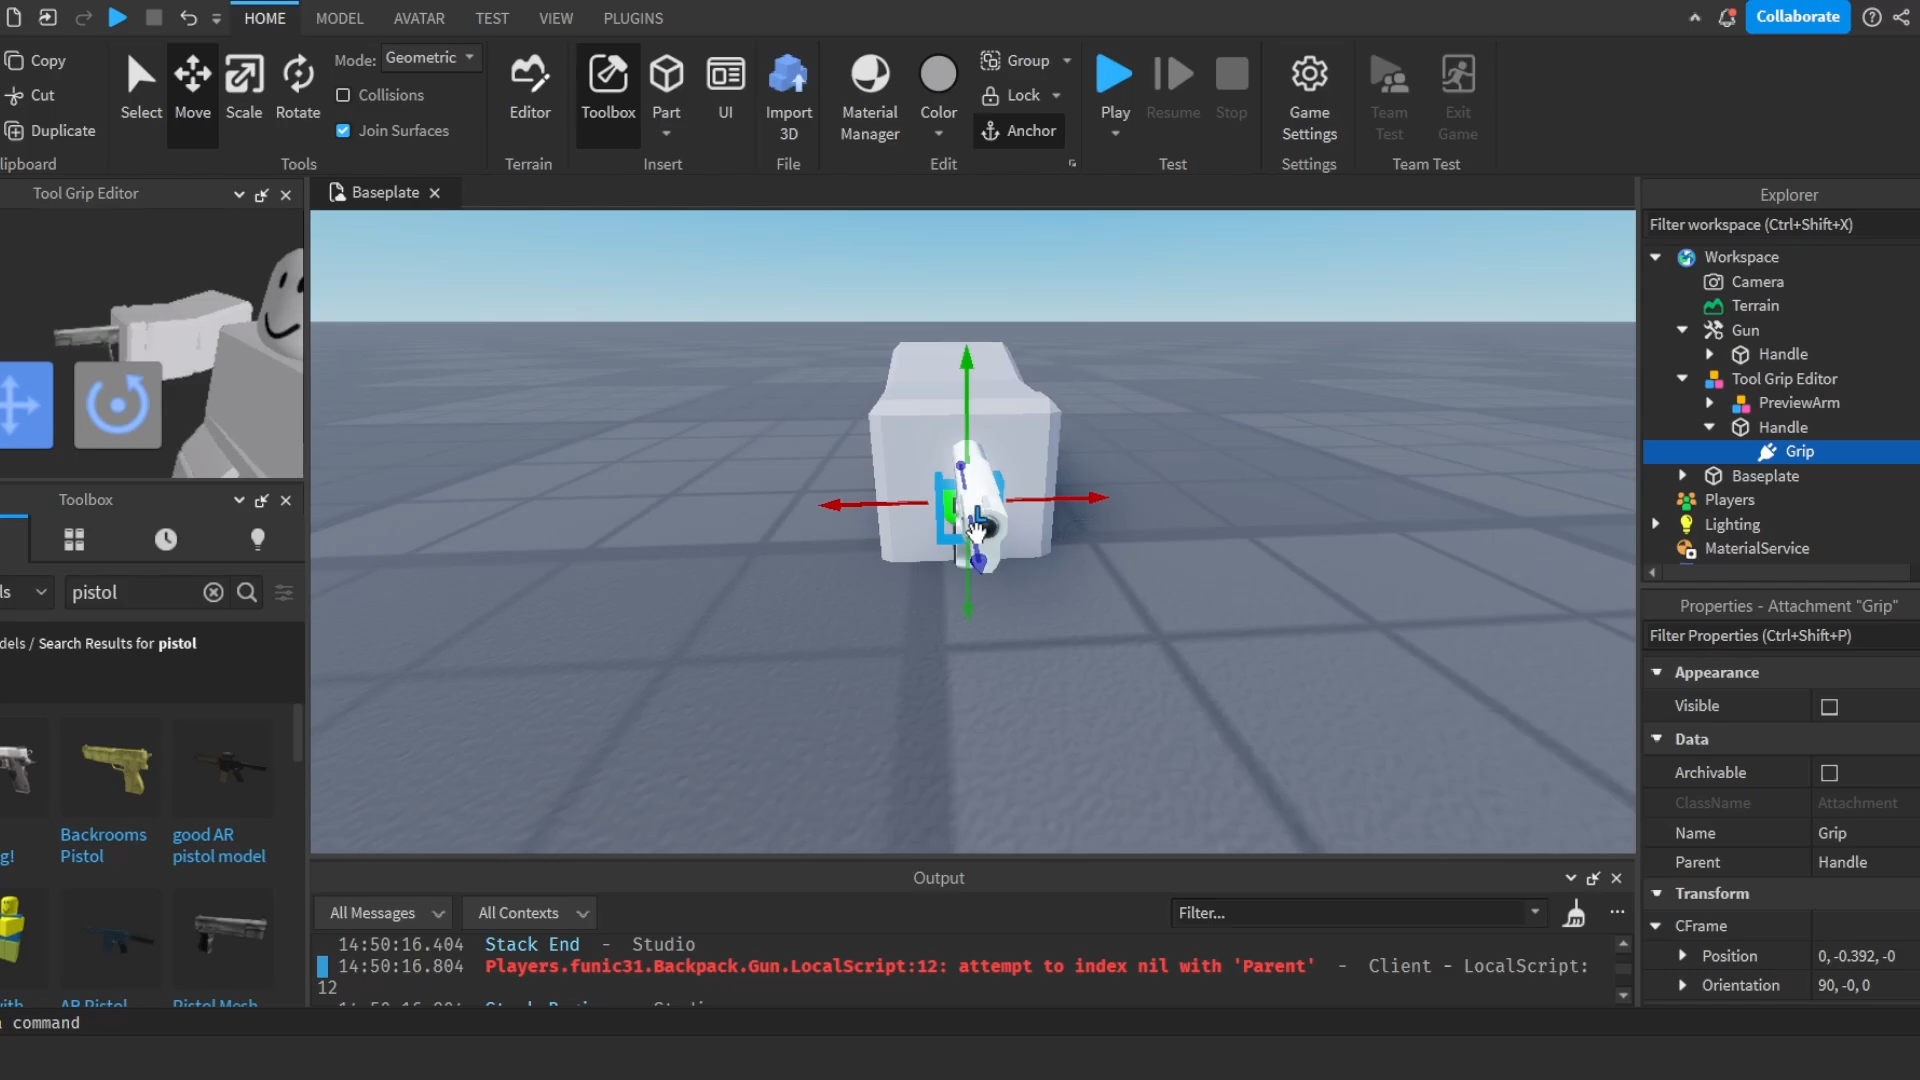 HOME
MODEL
AVATAR
TEST
VIEW
PLUGINS
Collaborate
Copy
Cut
Duplicate
lipboard
Select
Move
Scale
Rotate
Mode:
Geometric
Collisions
Join Surfaces
Tools
Editor
Terrain
Toolbox
Part
UI
Insert
Import
3D
File
Material
Manager
Color
Group
Lock
Anchor
Edit
Play
Resume
Stop
Test
Game
Settings
Settings
Team
Test
Exit
Game
Team Test
Tool Grip Editor
Baseplate
Explorer
Filter workspace (Ctrl+Shift+X)
Workspace
Camera
Terrain
Gun
Handle
Tool Grip Editor
PreviewArm
Handle
Grip
Baseplate
Players
Lighting
MaterialService
Toolbox
ls
pistol
dels / Search Results for pistol
g!
Backrooms
Pistol
good AR
pistol model
with
AR Pistol
Pistol Mesh
L
Properties - Attachment "Grip"
Filter Properties (Ctrl+Shift+P)
Appearance
Visible
Data
Archivable
ClassName Attachment
Name Grip
Parent Handle
Transform
CFrame
Position 0, -0.392, -0
Orientation 90, -0, 0
Output
All Messages
All Contexts
Filter...
14:50:16.404 Stack End - Studio
14:50:16.804 Players.funic31.Backpack.Gun.LocalScript:12: attempt to index nil with 'Parent' - Client - LocalScript:
12
a command